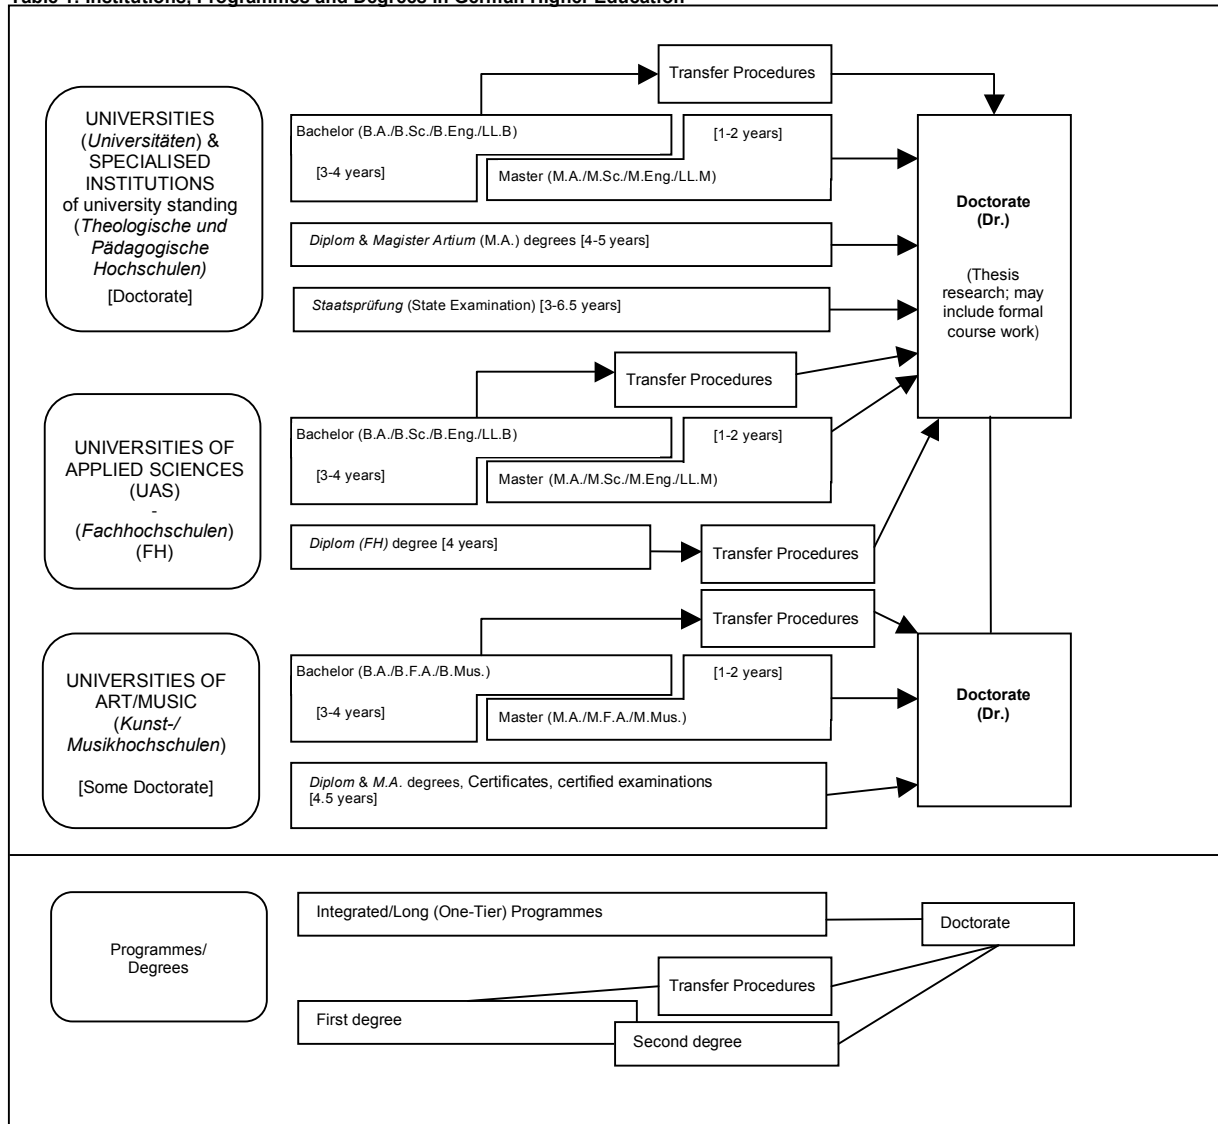 Table 1: Institutions, Programmes and Degrees in German Higher Education
Transfer Procedures
UNIVERSITIES
(Universitäten) &
SPECIALISED
INSTITUTIONS
of university standing
(Theologische und
Pädagogische
Hochschulen)
[Doctorate]
Bachelor (B.A./B.Sc./B.Eng./LL.B)
[3-4 years]
[1-2 years]
Master (M.A./M.Sc./M.Eng./LL.M)
Diplom & Magister Artium (M.A.) degrees [4-5 years]
Staatsprüfung (State Examination) [3-6.5 years]
Doctorate
(Dr.)
(Thesis
research; may
include formal
course work)
Transfer Procedures
UNIVERSITIES OF
APPLIED SCIENCES
(UAS)
-
(Fachhochschulen)
(FH)
Bachelor (B.A./B.Sc./B.Eng./LL.B)
[3-4 years]
[1-2 years]
Master (M.A./M.Sc./M.Eng./LL.M)
Diplom (FH) degree [4 years]
Transfer Procedures
Transfer Procedures
UNIVERSITIES OF
ART/MUSIC
(Kunst-/
Musikhochschulen)
[Some Doctorate]
Bachelor (B.A./B.F.A./B.Mus.)
[3-4 years]
[1-2 years]
Master (M.A./M.F.A./M.Mus.)
Diplom & M.A. degrees, Certificates, certified examinations
[4.5 years]
Doctorate
(Dr.)
Programmes/
Degrees
Integrated/Long (One-Tier) Programmes
Doctorate
Transfer Procedures
First degree
Second degree